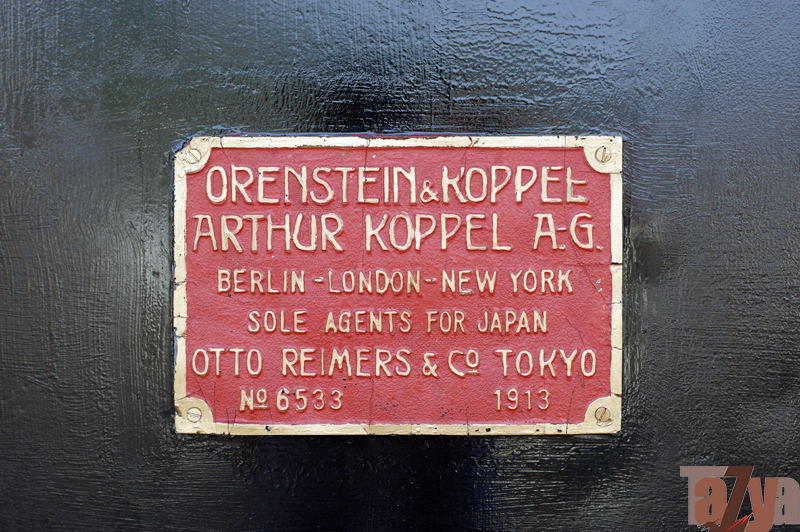 ORENSTEIN & KOPPEL
ARTHUR KOPPEL A-G.
BERLIN - LONDON - NEW YORK
SOLE AGENTS FOR JAPAN
OTTO REIMERS & Co TOKYO
No 6533 1913
TaZya